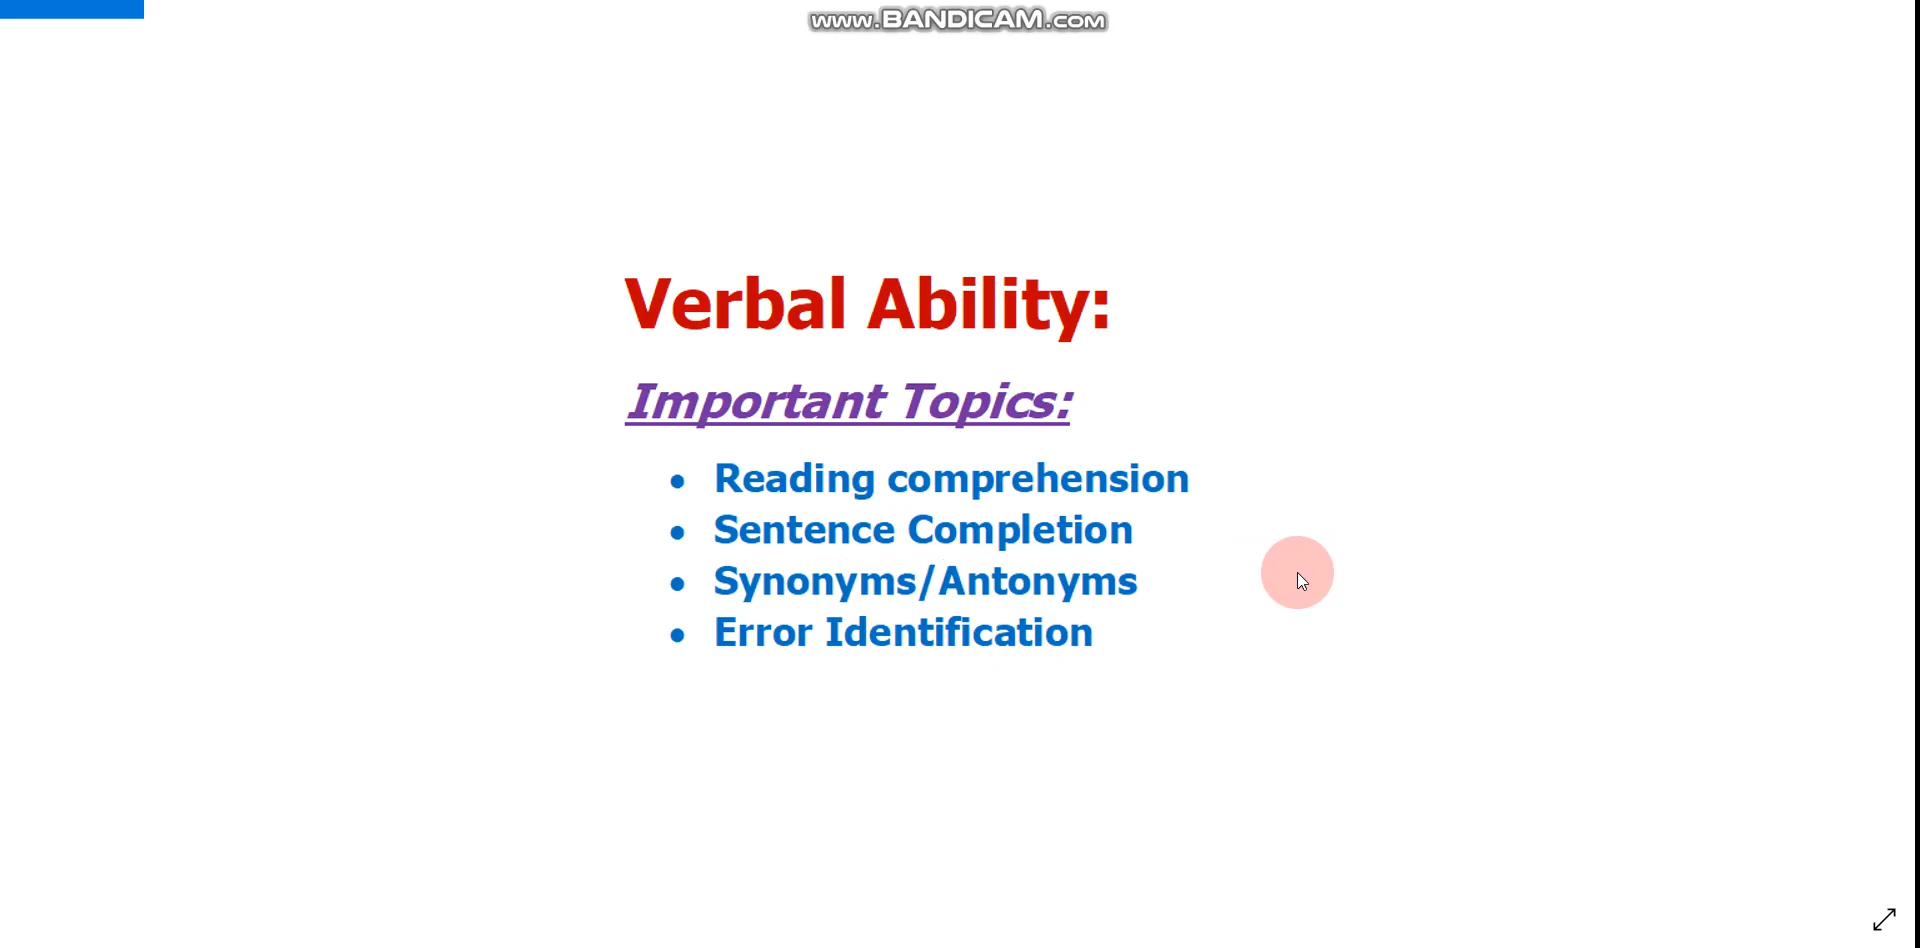 www.BANDICAM.com
Verbal Ability:
Important Topics:
• Reading comprehension
• Sentence Completion
• Synonyms/Antonyms
• Error Identification